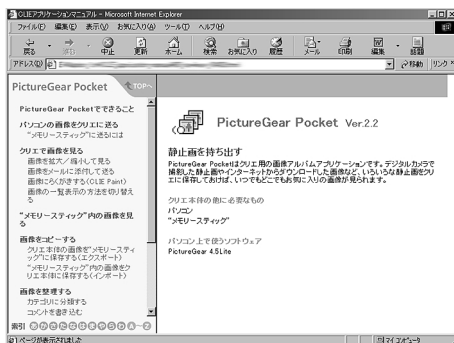 CLIEアプリケーションマニュアル - Microsoft Internet Explorer
ファイル(F) 編集(E) 表示(V) お気に入り(A) ツール(T) ヘルプ(H)
戻る 進む 中止 更新 ホーム 検索 お気に入り 履歴 メール 印刷 編集 話題
アドレス(D) 移動 リンク
PictureGear Pocket TOPへ
PictureGear Pocketでできること
パソコンの画像をクリエに送る
“メモリースティック”に送るには
クリエで画像を見る
画像を拡大／縮小して見る
画像をメールに添付して送る
画像にらくがきする(CLIE Paint)
画像の一覧表示の方法を切り替え
る
“メモリースティック”内の画像を見
る
画像をコピーする
クリエ本体の画像を“メモリースティ
ック”に保存する(エクスポート)
“メモリースティック”内の画像をク
リエ本体に保存する(インポート)
画像を整理する
カテゴリに分類する
コメントを書き込む
索引 あ か さ た な は ま や ら わ A～Z
PictureGear Pocket Ver.2.2
静止画を持ち出す
PictureGear Pocketはクリエ用の画像アルバムアプリケーションです。デジタルカメラで
撮影した静止画やインターネットからダウンロードした画像など、いろいろな静止画をクリ
エに保存しておけば、いつでもどこでもお気に入りの画像が見られます。
クリエ本体の他に必要なもの
パソコン
“メモリースティック”
パソコン上で使うソフトウェア
PictureGear 4.5Lite
ページが表示されました
マイ コンピュータ